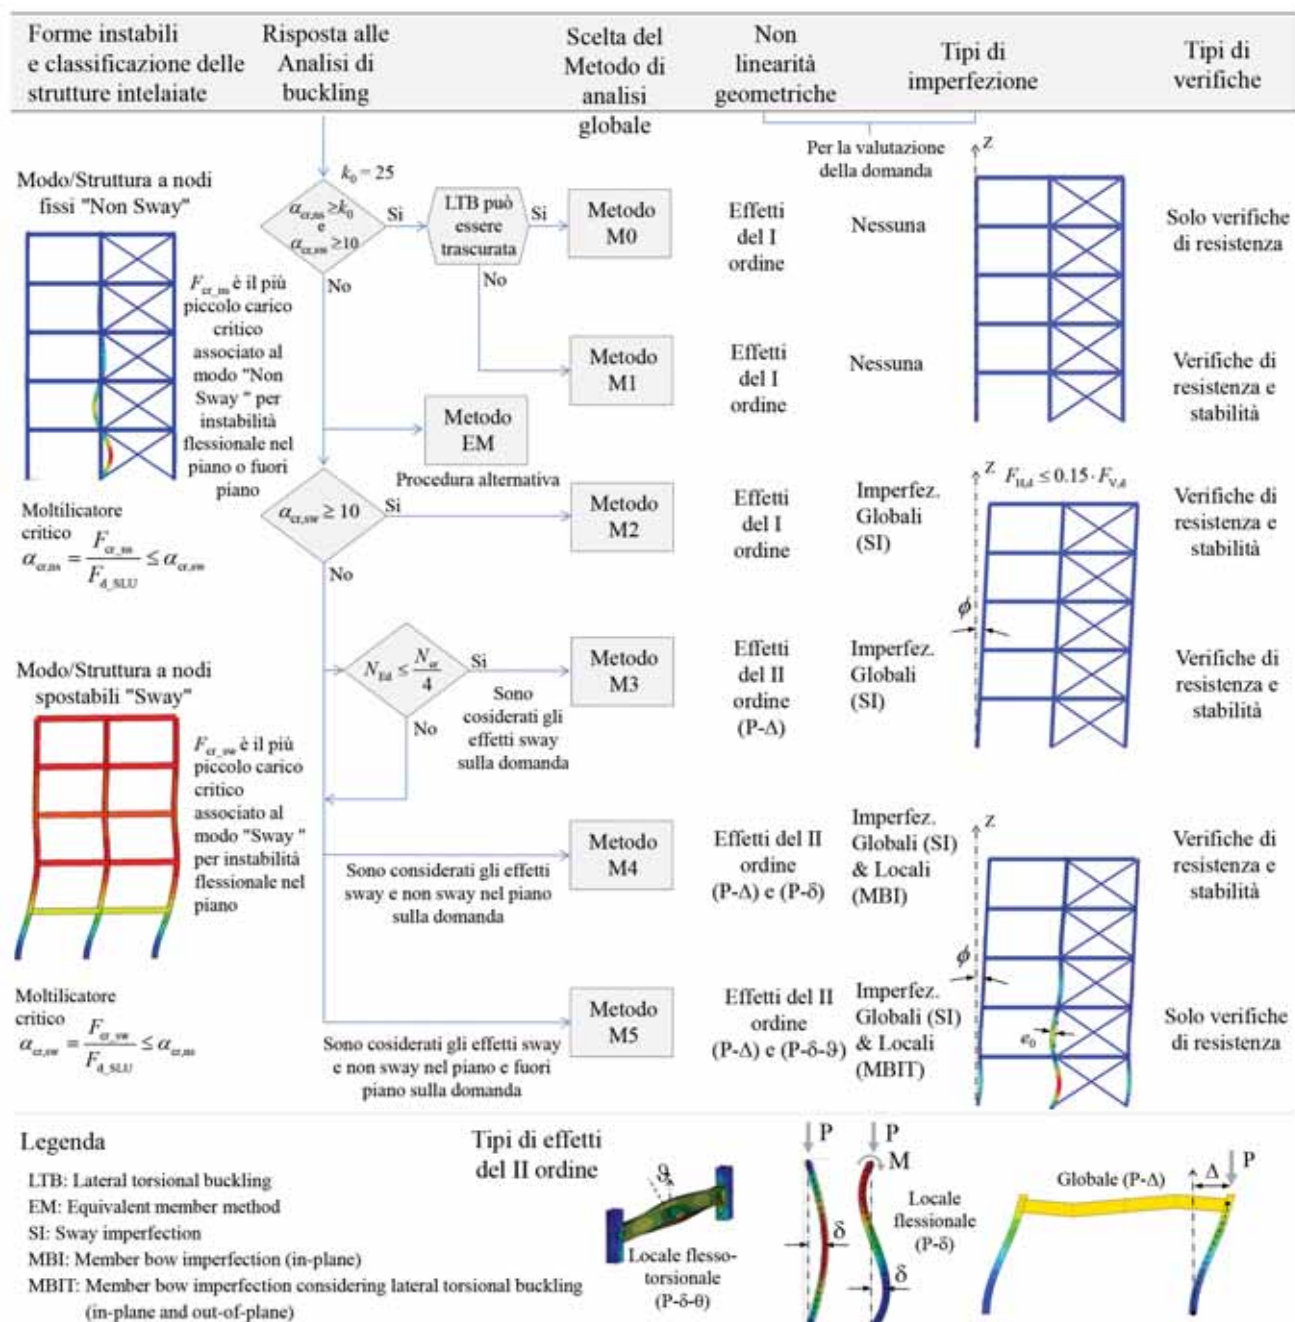 Forme instabili
e classificazione delle
strutture intelaiate
Risposta alle
Analisi di
buckling
Scelta del
Metodo di
analisi
globale
Non
linearità
geometriche
Tipi di
imperfezione
Tipi di
verifiche
Per la valutazione
della domanda
Modo/Struttura a nodi
fissi "Non Sway"
F_cr_ns è il più
piccolo carico
critico
associato al
modo "Non
Sway " per
instabilità
flessionale nel
piano o fuori
piano
Moltilicatore
critico
α_cr,ns = F_cr_ns / F_d_SLU ≤ α_cr,sw
Modo/Struttura a nodi
spostabili "Sway"
F_cr_sw è il più
piccolo carico
critico
associato al
modo "Sway "
per instabilità
flessionale nel
piano
Moltilicatore
critico
α_cr,sw = F_cr_sw / F_d_SLU ≤ α_cr,ns
k_0 = 25
α_cr,ns ≥ k_0
e
α_cr,sw ≥ 10
Si
No
LTB può
essere
trascurata
Si
No
Metodo
M0
Effetti
del I
ordine
Nessuna
Solo verifiche
di resistenza
Metodo
M1
Effetti
del I
ordine
Nessuna
Verifiche di
resistenza e
stabilità
Metodo
EM
Procedura alternativa
α_cr,sw ≥ 10
Si
No
Metodo
M2
Effetti
del I
ordine
Imperfez.
Globali
(SI)
Verifiche di
resistenza e
stabilità
N_Ed ≤ N_cr / 4
Si
No
Sono
cosiderati gli
effetti sway
sulla domanda
Metodo
M3
Effetti
del II
ordine
(P-Δ)
Imperfez.
Globali
(SI)
Verifiche di
resistenza e
stabilità
Sono considerati gli effetti
sway e non sway nel piano
sulla domanda
Metodo
M4
Effetti del II
ordine
(P-Δ) e (P-δ)
Imperfez.
Globali (SI)
& Locali
(MBI)
Verifiche di
resistenza e
stabilità
Sono cosiderati gli effetti sway
e non sway nel piano e fuori
piano sulla domanda
Metodo
M5
Effetti del II
ordine
(P-Δ) e (P-δ-ϑ)
Imperfez.
Globali (SI)
& Locali
(MBIT)
Solo verifiche
di resistenza
Z
Z
F_H,d ≤ 0.15 · F_V,d
ϕ
Z
ϕ
e_0
Legenda
LTB: Lateral torsional buckling
EM: Equivalent member method
SI: Sway imperfection
MBI: Member bow imperfection (in-plane)
MBIT: Member bow imperfection considering lateral torsional buckling
(in-plane and out-of-plane)
Tipi di effetti
del II ordine
ϑ
Locale flesso-
torsionale
(P-δ-θ)
P
δ
P
M
Locale
flessionale
(P-δ)
δ
Globale (P-Δ)
Δ
P